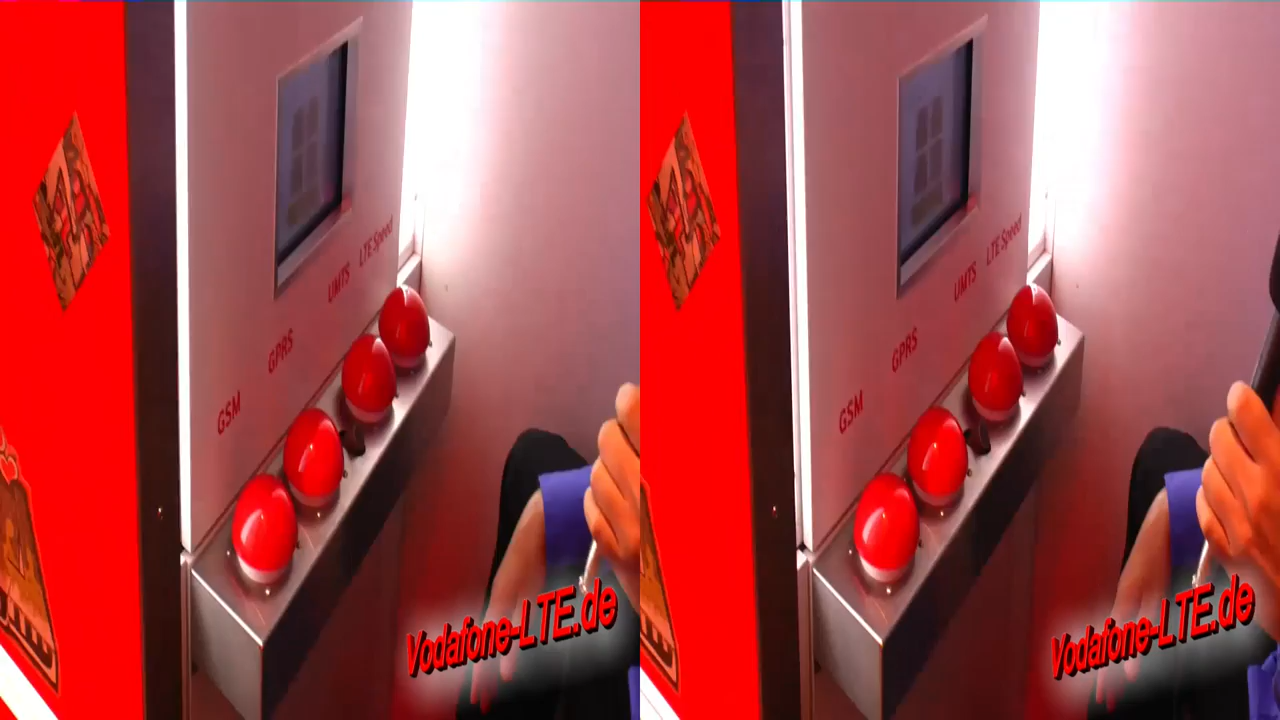 GSM
GPRS
UMTS
LTE Speed
Vodafone-LTE.de
GSM
GPRS
UMTS
LTE Speed
Vodafone-LTE.de